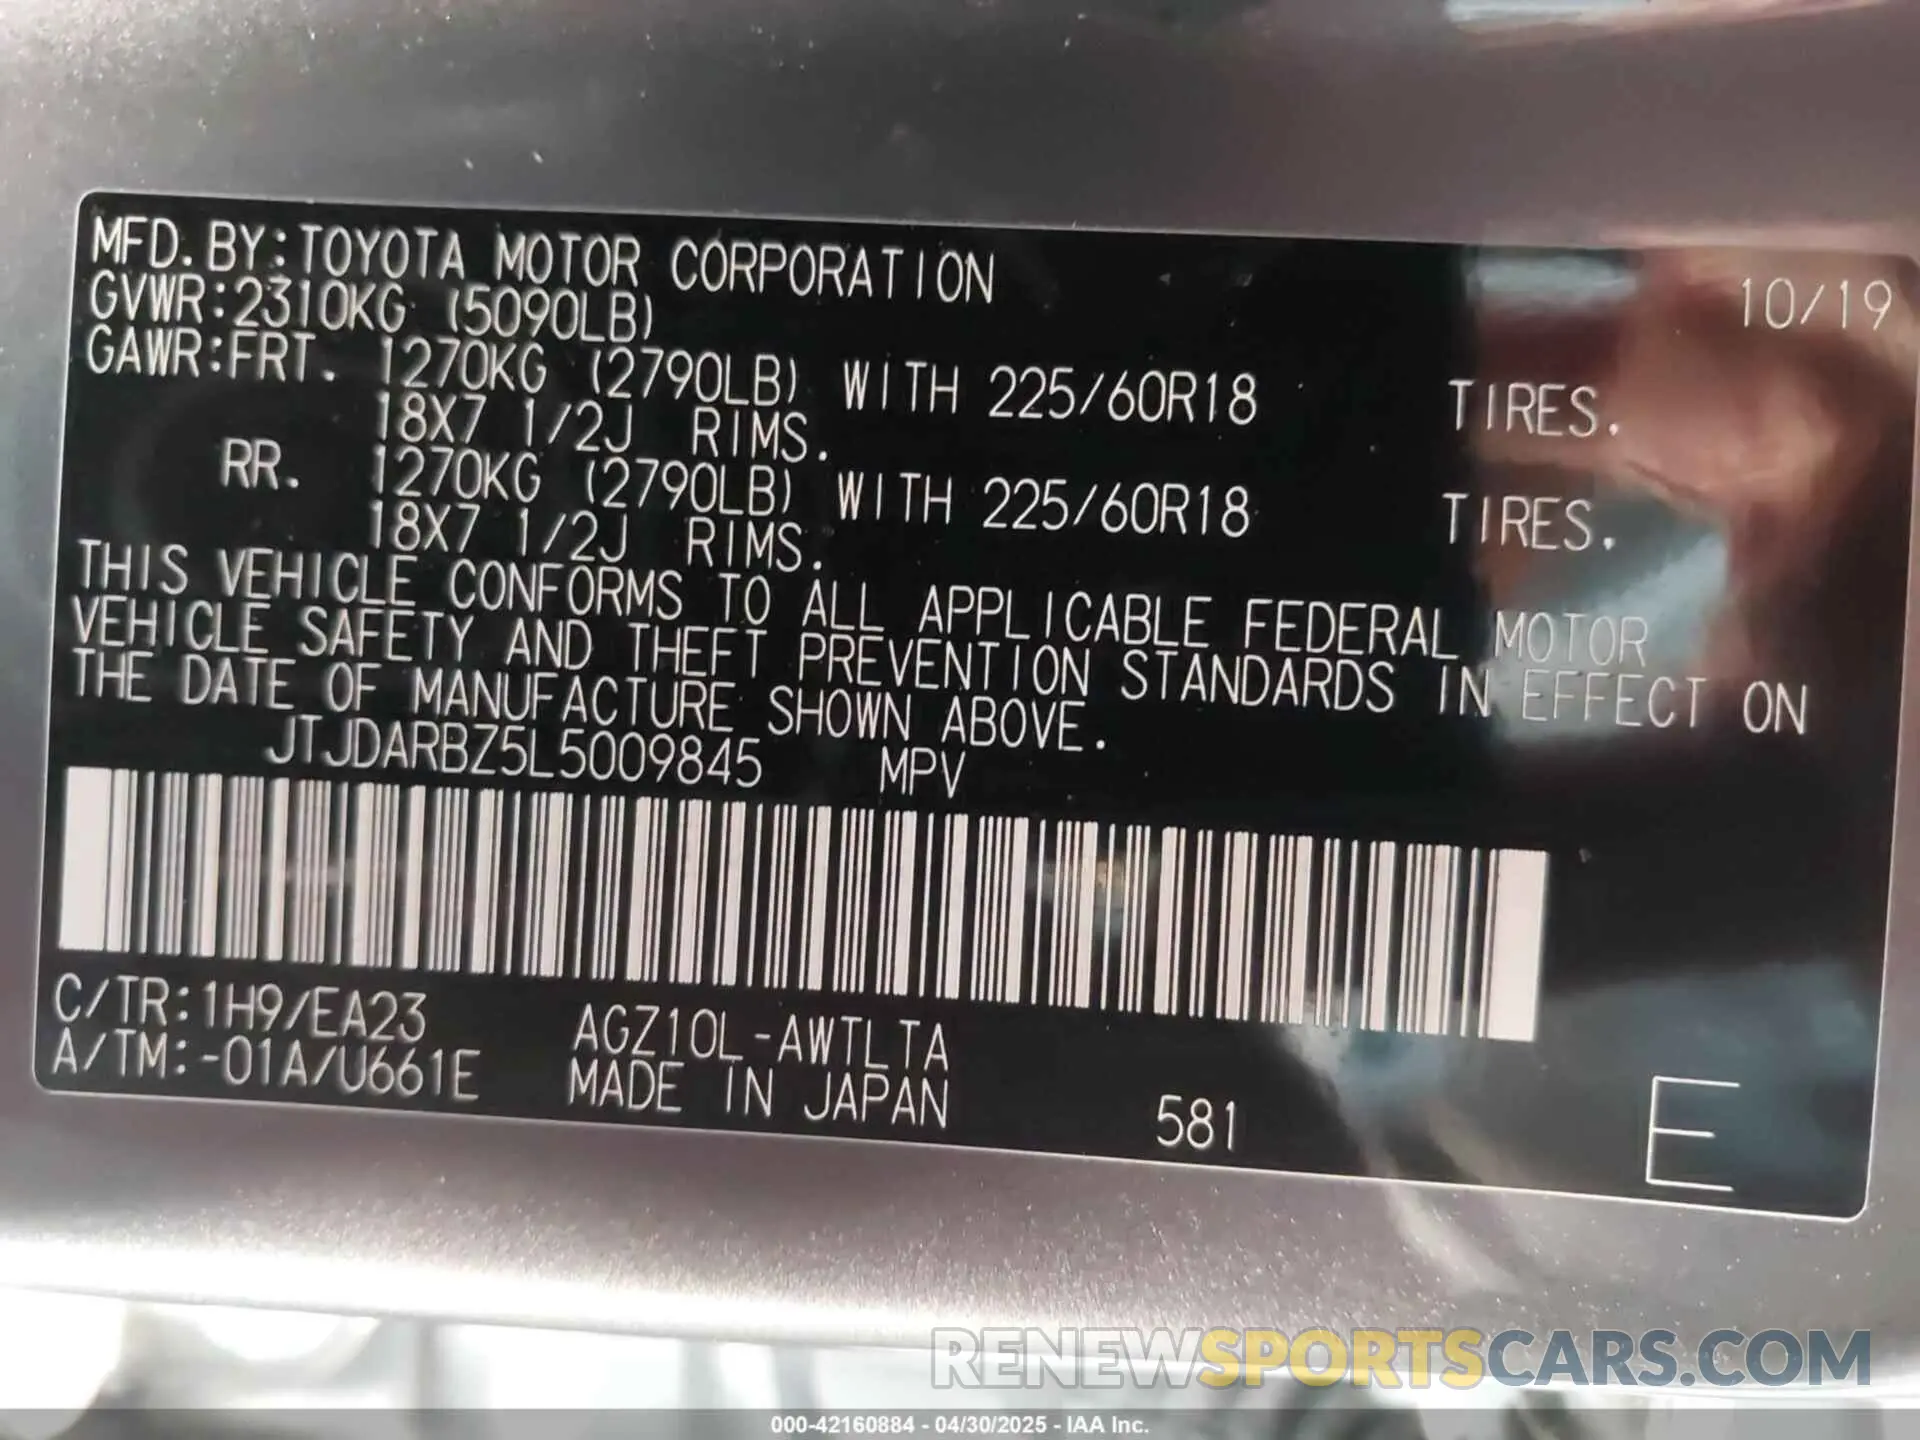 MFD. BY: TOYOTA MOTOR CORPORATION 10/19
GVWR: 2310KG (5090LB)
GAWR: FRT. 1270KG (2790LB) WITH 225/60R18 TIRES.
18X7 1/2J RIMS.
RR. 1270KG (2790LB) WITH 225/60R18 TIRES.
18X7 1/2J RIMS.
THIS VEHICLE CONFORMS TO ALL APPLICABLE FEDERAL MOTOR
VEHICLE SAFETY AND THEFT PREVENTION STANDARDS IN EFFECT ON
THE DATE OF MANUFACTURE SHOWN ABOVE.
JTJDARBZ5L5009845 MPV
C/TR: 1H9/EA23 AGZ10L-AWTLTA
A/TM: -01A/U661E MADE IN JAPAN 581 E
RENEWSPORTSCARS.COM
000-42160884 - 04/30/2025 - IAA Inc.